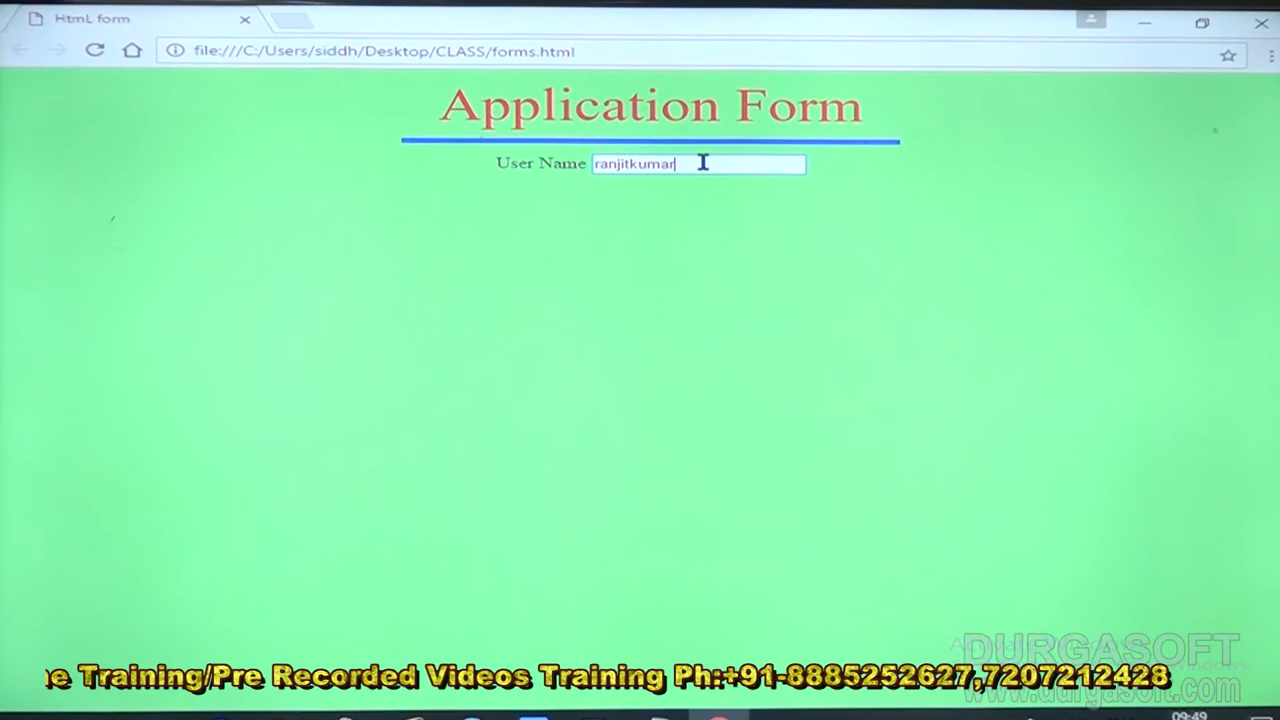 HtmL form
file:///C:/Users/siddh/Desktop/CLASS/forms.html
Application Form
User Name ranjitkumar
DURGASOFT
e Training/Pre Recorded Videos Training Ph:+91-8885252627,7207212428
www.durgasoft.com
09:49